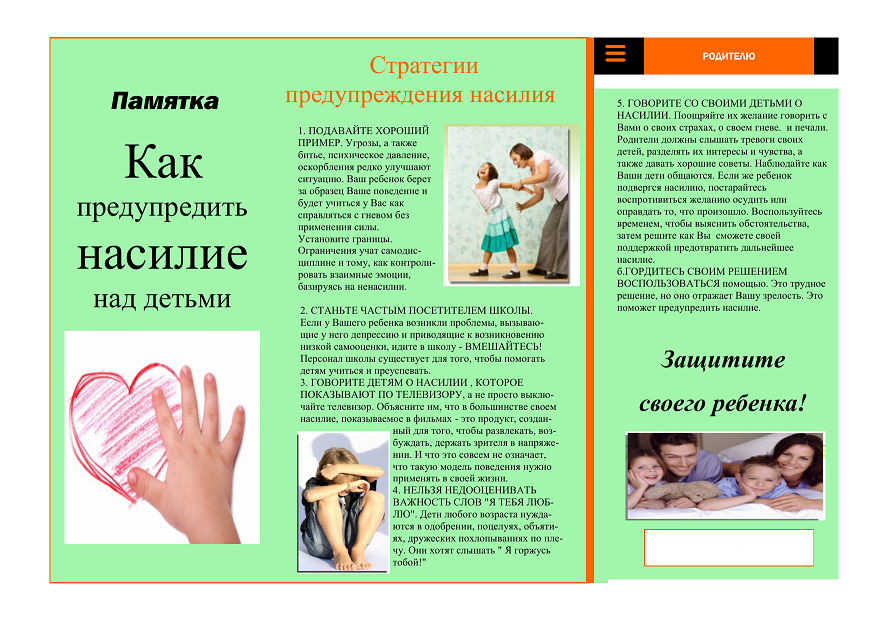 Памятка
Как
предупредить
насилие
над детьми
Стратегии
предупреждения насилия
1. ПОДАВАЙТЕ ХОРОШИЙ
ПРИМЕР. Угрозы, а также
битье, психическое давление,
оскорбления редко улучшают
ситуацию. Ваш ребенок берет
за образец Ваше поведение и
будет учиться у Вас как
справляться с гневом без
применения силы.
Установите границы.
Ограничения учат самодис-
циплине и тому, как контроли-
ровать взаимные эмоции,
базируясь на ненасилии.
2. СТАНЬТЕ ЧАСТЫМ ПОСЕТИТЕЛЕМ ШКОЛЫ.
Если у Вашего ребенка возникли проблемы, вызываю-
щие у него депрессию и приводящие к возникновению
низкой самооценки, идите в школу - ВМЕШАЙТЕСЬ!
Персонал школы существует для того, чтобы помогать
детям учиться и преуспевать.
3. ГОВОРИТЕ ДЕТЯМ О НАСИЛИИ , КОТОРОЕ
ПОКАЗЫВАЮТ ПО ТЕЛЕВИЗОРУ, а не просто выклю-
чайте телевизор. Объясните им, что в большинстве своем
насилие, показываемое в фильмах - это продукт, создан-
ный для того, чтобы развлекать, воз-
буждать, держать зрителя в напряже-
нии. И что это совсем не означает,
что такую модель поведения нужно
применять в своей жизни.
4. НЕЛЬЗЯ НЕДООЦЕНИВАТЬ
ВАЖНОСТЬ СЛОВ "Я ТЕБЯ ЛЮБ-
ЛЮ". Дети любого возраста нужда-
ются в одобрении, поцелуях, объяти-
ях, дружеских похлопываниях по пле-
чу. Они хотят слышать " Я горжусь
тобой!"
РОДИТЕЛЮ
5. ГОВОРИТЕ СО СВОИМИ ДЕТЬМИ О
НАСИЛИИ. Поощряйте их желание говорить с
Вами о своих страхах, о своем гневе. и печали.
Родители должны слышать тревоги своих
детей, разделять их интересы и чувства, а
также давать хорошие советы. Наблюдайте как
Ваши дети общаются. Если же ребенок
подвергся насилию, постарайтесь
воспротивиться желанию осудить или
оправдать то, что произошло. Воспользуйтесь
временем, чтобы выяснить обстоятельства,
затем решите как Вы сможете своей
поддержкой предотвратить дальнейшее
насилие.
6.ГОРДИТЕСЬ СВОИМ РЕШЕНИЕМ
ВОСПОЛЬЗОВАТЬСЯ помощью. Это трудное
решение, но оно отражает Вашу зрелость. Это
поможет предупредить насилие.
Защитите
своего ребенка!